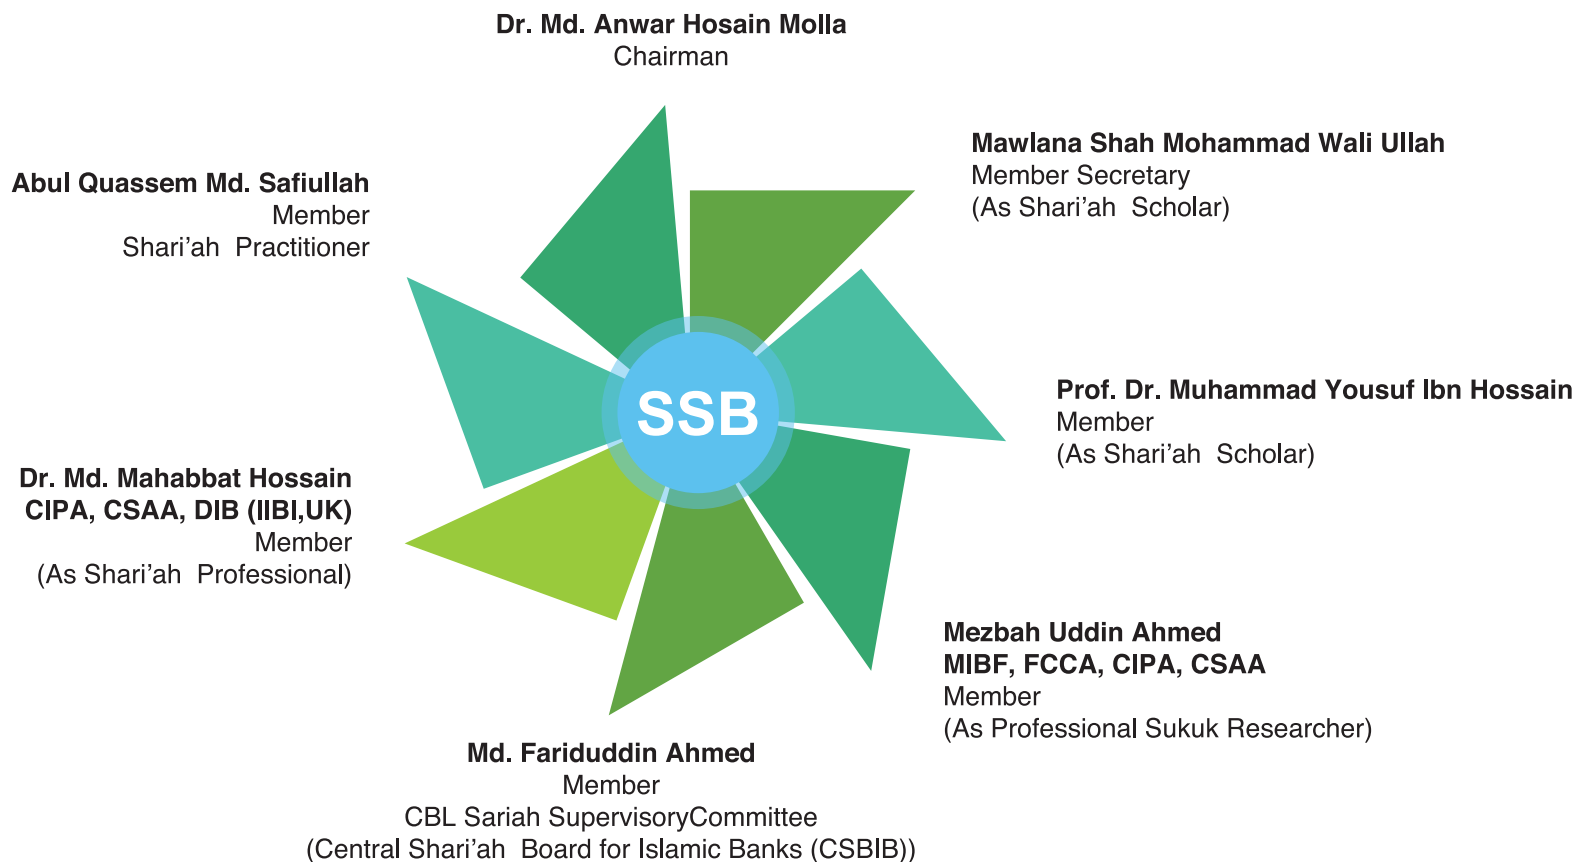 Dr. Md. Anwar Hosain Molla
Chairman
Mawlana Shah Mohammad Wali Ullah
Member Secretary
(As Shari’ah Scholar)
Abul Quassem Md. Safiullah
Member
Shari’ah Practitioner
SSB
Prof. Dr. Muhammad Yousuf Ibn Hossain
Member
(As Shari’ah Scholar)
Dr. Md. Mahabbat Hossain
CIPA, CSAA, DIB (IIBI,UK)
Member
(As Shari’ah Professional)
Mezbah Uddin Ahmed
MIBF, FCCA, CIPA, CSAA
Member
(As Professional Sukuk Researcher)
Md. Fariduddin Ahmed
Member
CBL Sariah SupervisoryCommittee
(Central Shari’ah Board for Islamic Banks (CSBIB))